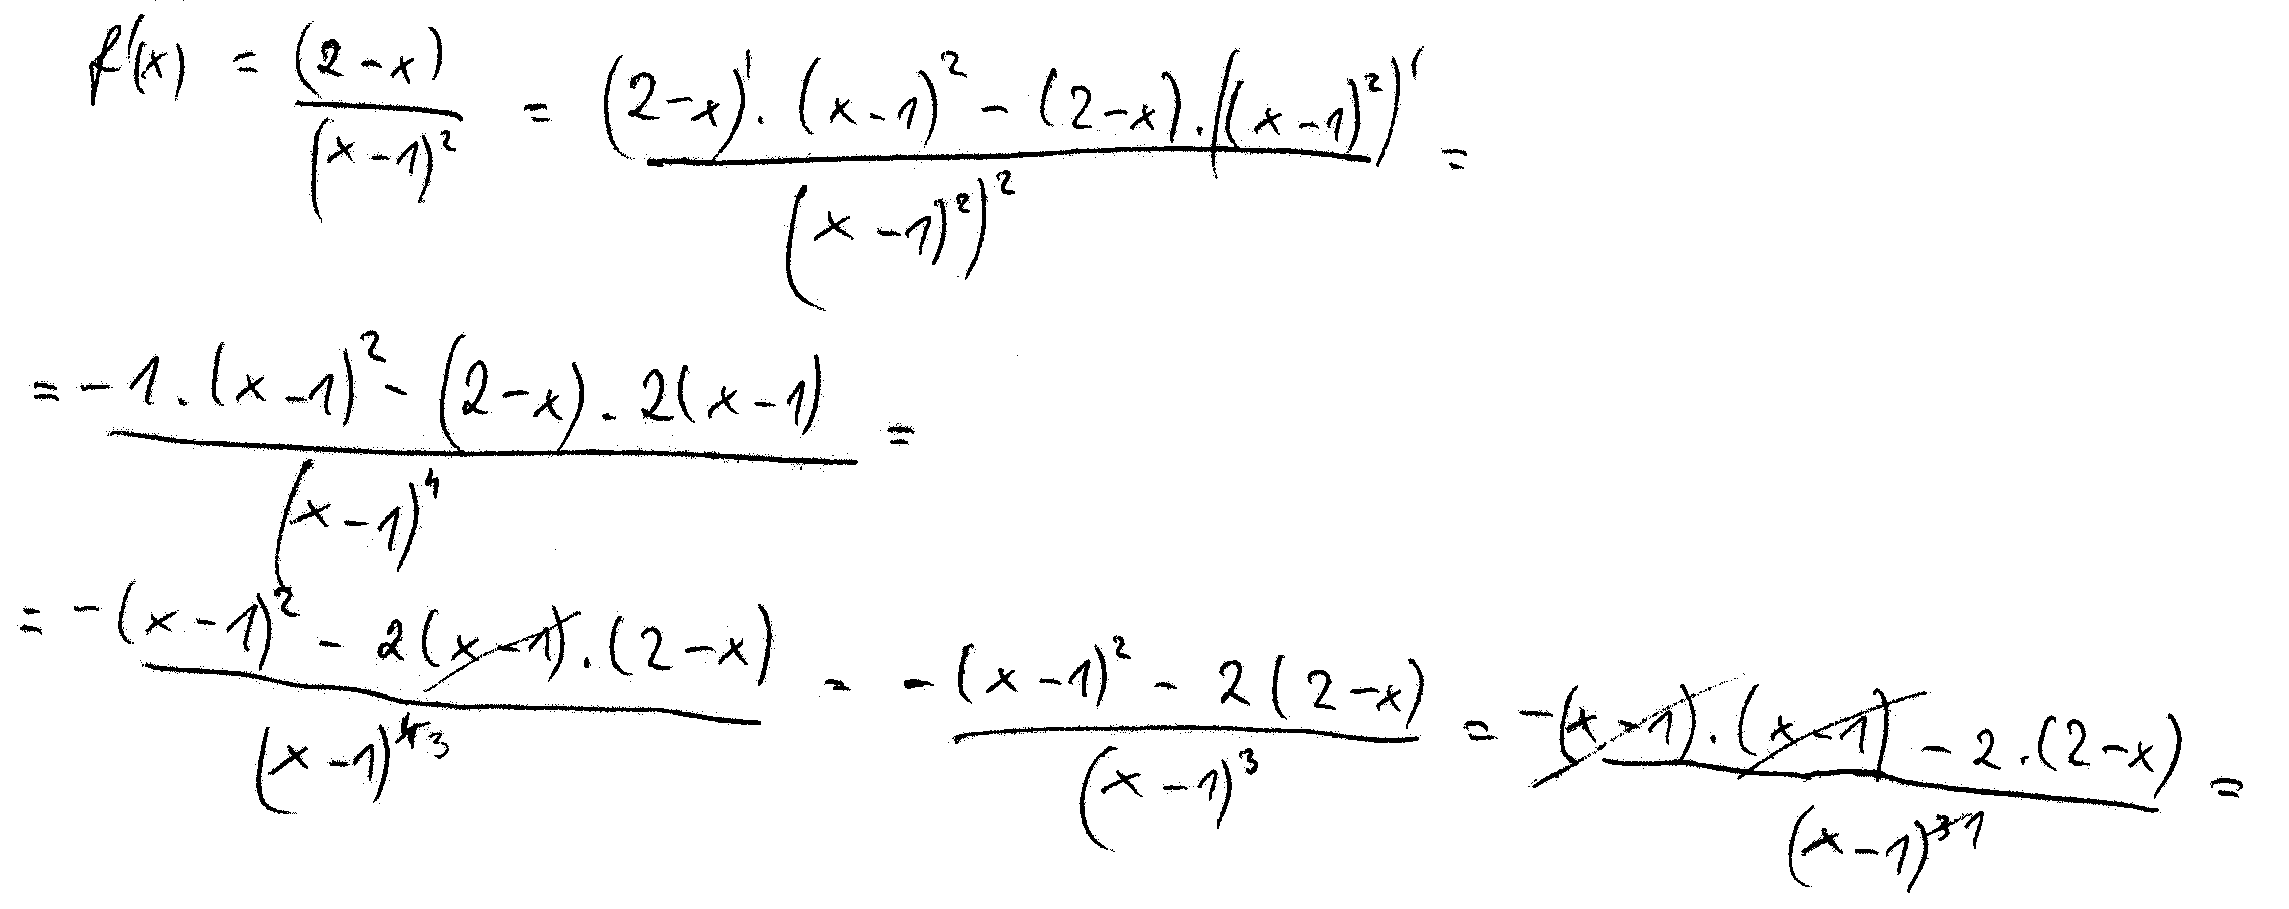 f'(x) = (2-x)/(x-1)² = ((2-x)' · (x-1)² - (2-x) · ((x-1)²)')/((x-1)²)² =
= (-1 · (x-1)² - (2-x) · 2(x-1))/(x-1)⁴ =
= (-(x-1)² - 2(x-1) · (2-x))/(x-1)⁴ ³ = (-(x-1)² - 2(2-x))/(x-1)³ = (-(x-1) · (x-1) - 2 · (2-x))/(x-1)³ ¹ =